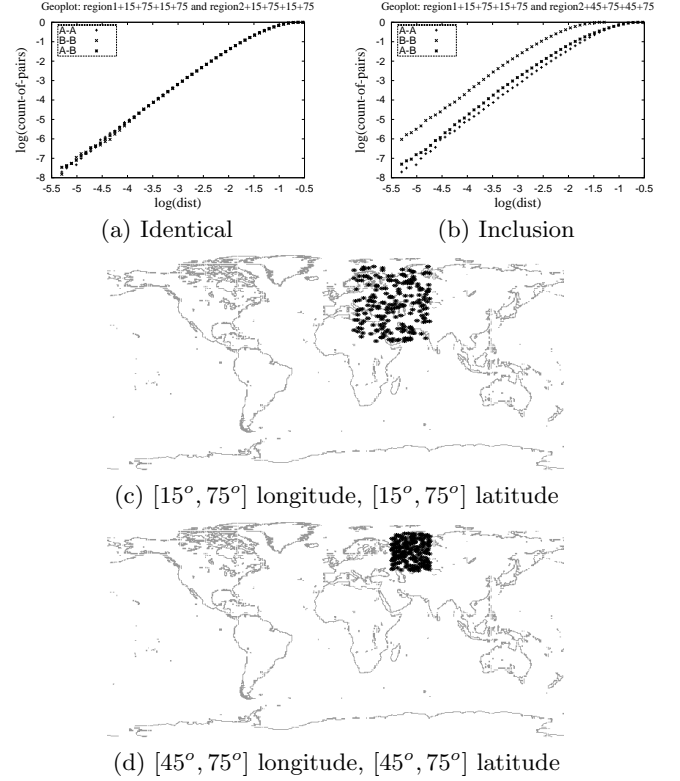 Geoplot: region1+15+75+15+75 and region2+15+75+15+75
A-A
B-B
A-B
log(count-of-pairs)
0
-1
-2
-3
-4
-5
-6
-7
-8
-5.5 -5 -4.5 -4 -3.5 -3 -2.5 -2 -1.5 -1 -0.5
log(dist)
(a) Identical
Geoplot: region1+15+75+15+75 and region2+45+75+45+75
A-A
B-B
A-B
log(count-of-pairs)
0
-1
-2
-3
-4
-5
-6
-7
-8
-5.5 -5 -4.5 -4 -3.5 -3 -2.5 -2 -1.5 -1 -0.5
log(dist)
(b) Inclusion
(c) [15°, 75°] longitude, [15°, 75°] latitude
(d) [45°, 75°] longitude, [45°, 75°] latitude